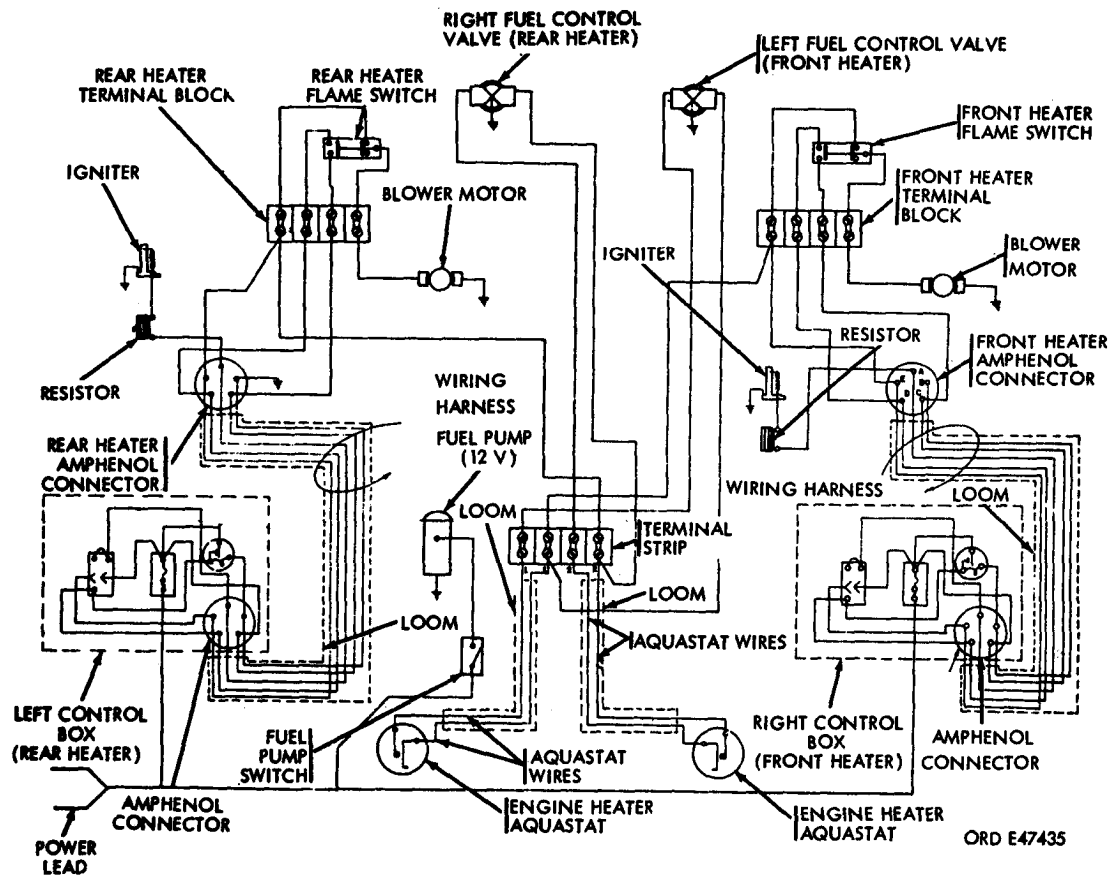 RIGHT FUEL CONTROL
VALVE (REAR HEATER)
LEFT FUEL CONTROL VALVE
(FRONT HEATER)
REAR HEATER
TERMINAL BLOCK
REAR HEATER
FLAME SWITCH
FRONT HEATER
FLAME SWITCH
IGNITER
BLOWER MOTOR
FRONT HEATER
TERMINAL
BLOCK
IGNITER
BLOWER
MOTOR
RESISTOR
RESISTOR
FRONT HEATER
AMPHENOL
CONNECTOR
A
E
B
D
C
WIRING
HARNESS
FUEL PUMP
(12 V)
REAR HEATER
AMPHENOL
CONNECTOR
WIRING HARNESS
LOOM
LOOM
TERMINAL
STRIP
LOOM
LOOM
AQUASTAT WIRES
LEFT CONTROL
BOX
(REAR HEATER)
FUEL
PUMP
SWITCH
AQUASTAT
WIRES
RIGHT CONTROL
BOX
(FRONT HEATER)
AMPHENOL
CONNECTOR
AMPHENOL
CONNECTOR
ENGINE HEATER
AQUASTAT
ENGINE HEATER
AQUASTAT
POWER
LEAD
ORD E47435